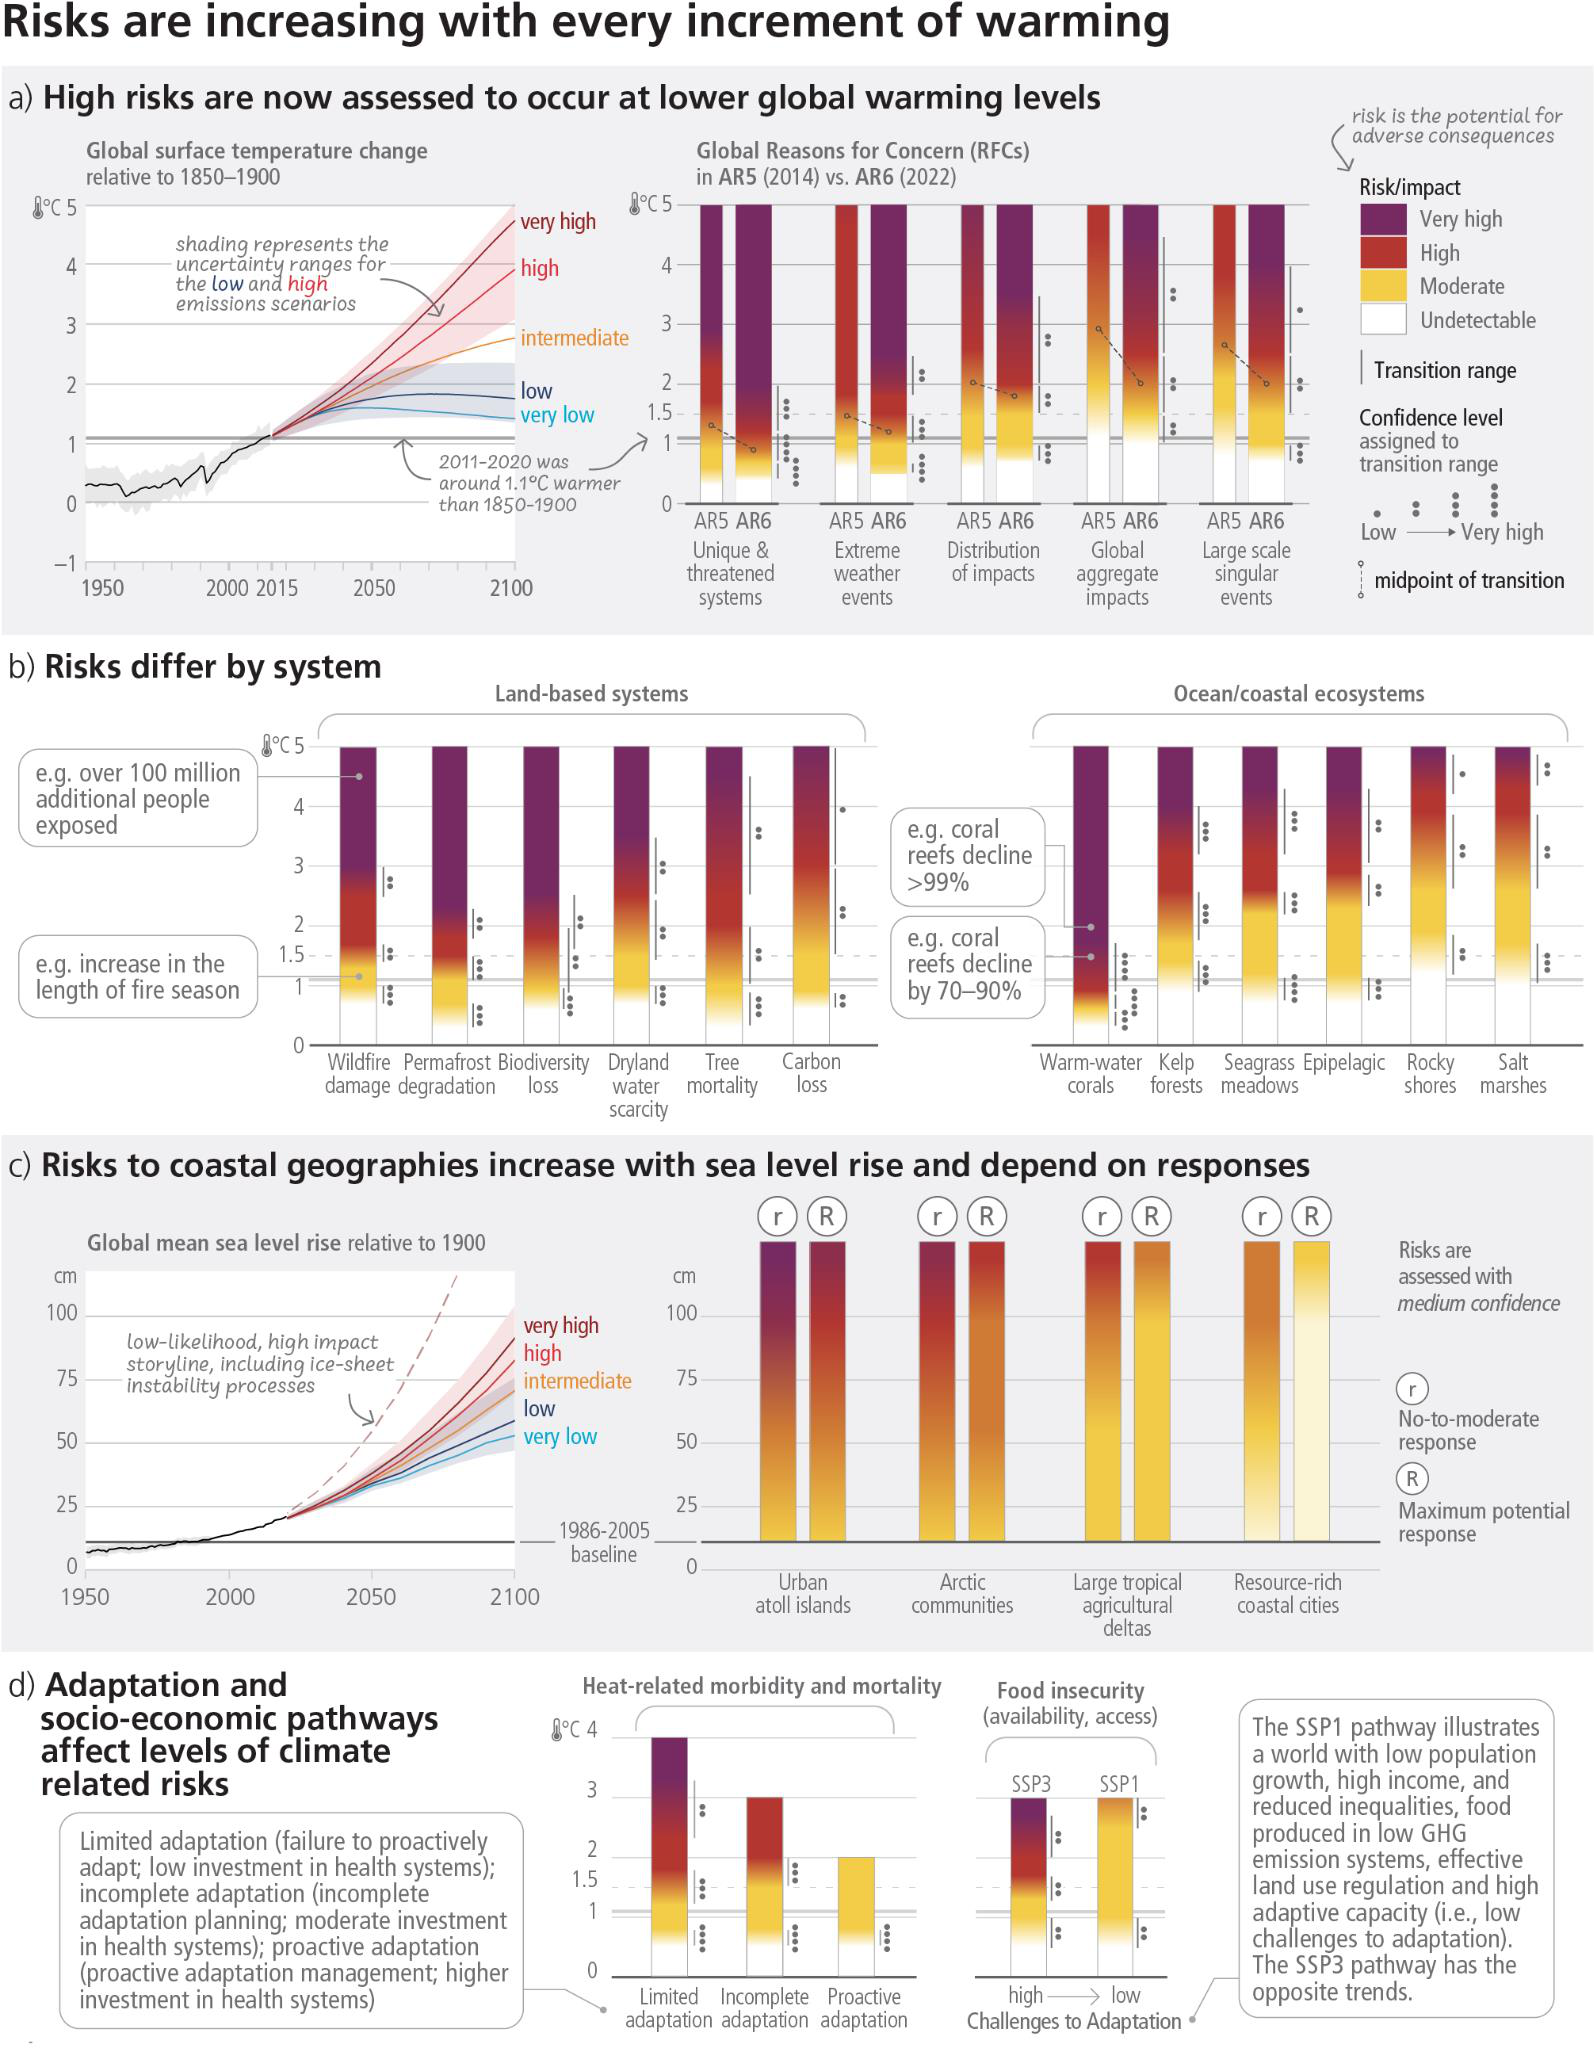 Risks are increasing with every increment of warming
a) High risks are now assessed to occur at lower global warming levels
risk is the potential for
adverse consequences
Global surface temperature change
relative to 1850–1900
°C 5
4
3
2
1
0
–1
1950
2000 2015
2050
2100
shading represents the
uncertainty ranges for
the low and high
emissions scenarios
very high
high
intermediate
low
very low
2011-2020 was
around 1.1°C warmer
than 1850-1900
Global Reasons for Concern (RFCs)
in AR5 (2014) vs. AR6 (2022)
°C 5
4
3
2
1.5
1
0
AR5 AR6
AR5 AR6
AR5 AR6
AR5 AR6
AR5 AR6
Unique &
threatened
systems
Extreme
weather
events
Distribution
of impacts
Global
aggregate
impacts
Large scale
singular
events
Risk/impact
Very high
High
Moderate
Undetectable
Transition range
Confidence level
assigned to
transition range
Low
Very high
midpoint of transition
b) Risks differ by system
Land-based systems
°C 5
4
3
2
1.5
1
0
e.g. over 100 million
additional people
exposed
e.g. increase in the
length of fire season
Wildfire
damage
Permafrost
degradation
Biodiversity
loss
Dryland
water
scarcity
Tree
mortality
Carbon
loss
Ocean/coastal ecosystems
e.g. coral
reefs decline
>99%
e.g. coral
reefs decline
by 70–90%
Warm-water
corals
Kelp
forests
Seagrass
meadows
Epipelagic
Rocky
shores
Salt
marshes
c) Risks to coastal geographies increase with sea level rise and depend on responses
Global mean sea level rise relative to 1900
cm
100
75
50
25
0
1950
2000
2050
2100
low-likelihood, high impact
storyline, including ice-sheet
instability processes
very high
high
intermediate
low
very low
1986-2005
baseline
cm
100
75
50
25
0
r R
r R
r R
r R
Urban
atoll islands
Arctic
communities
Large tropical
agricultural
deltas
Resource-rich
coastal cities
Risks are
assessed with
medium confidence
r
No-to-moderate
response
R
Maximum potential
response
d) Adaptation and
socio-economic pathways
affect levels of climate
related risks
Limited adaptation (failure to proactively
adapt; low investment in health systems);
incomplete adaptation (incomplete
adaptation planning; moderate investment
in health systems); proactive adaptation
(proactive adaptation management; higher
investment in health systems)
Heat-related morbidity and mortality
°C 4
3
2
1.5
1
0
Limited
adaptation
Incomplete
adaptation
Proactive
adaptation
Food insecurity
(availability, access)
SSP3
SSP1
high
low
Challenges to Adaptation
The SSP1 pathway illustrates
a world with low population
growth, high income, and
reduced inequalities, food
produced in low GHG
emission systems, effective
land use regulation and high
adaptive capacity (i.e., low
challenges to adaptation).
The SSP3 pathway has the
opposite trends.